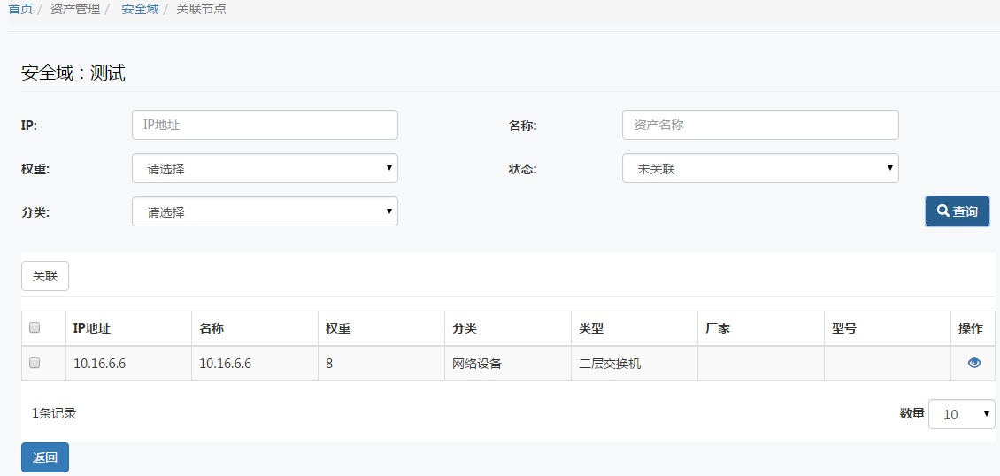 首页 / 资产管理 / 安全域 / 关联节点
安全域：测试
IP: IP地址 名称: 资产名称
权重: 请选择 状态: 未关联
分类: 请选择 查询
关联
IP地址 名称 权重 分类 类型 厂家 型号 操作
10.16.6.6 10.16.6.6 8 网络设备 二层交换机
1条记录 数量 10
返回